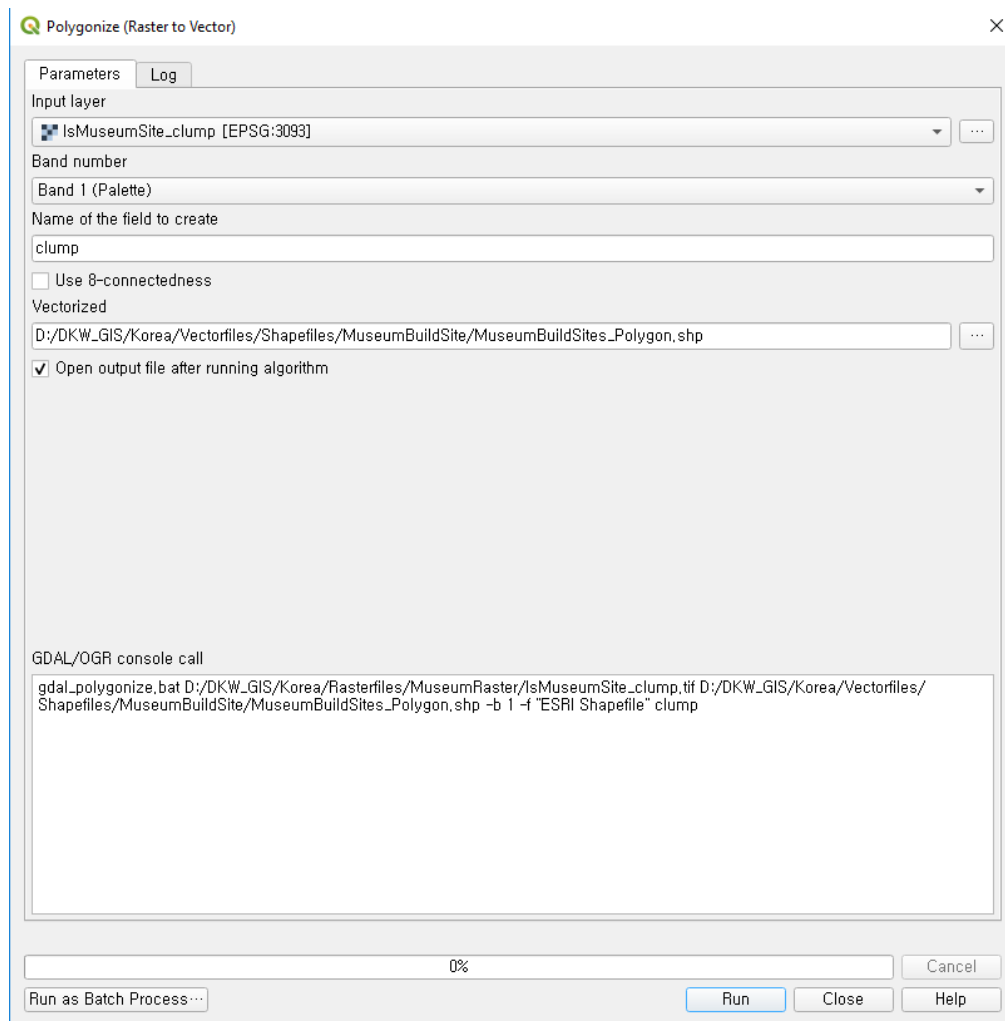 Polygonize (Raster to Vector)
Parameters
Log
Input layer
IsMuseumSite_clump [EPSG:3093]
...
Band number
Band 1 (Palette)
Name of the field to create
clump
Use 8-connectedness
Vectorized
D:/DKW_GIS/Korea/Vectorfiles/Shapefiles/MuseumBuildSite/MuseumBuildSites_Polygon.shp
...
Open output file after running algorithm
GDAL/OGR console call
gdal_polygonize.bat D:/DKW_GIS/Korea/Rasterfiles/MuseumRaster/IsMuseumSite_clump.tif D:/DKW_GIS/Korea/Vectorfiles/
Shapefiles/MuseumBuildSite/MuseumBuildSites_Polygon.shp -b 1 -f "ESRI Shapefile" clump
0%
Cancel
Run as Batch Process...
Run
Close
Help